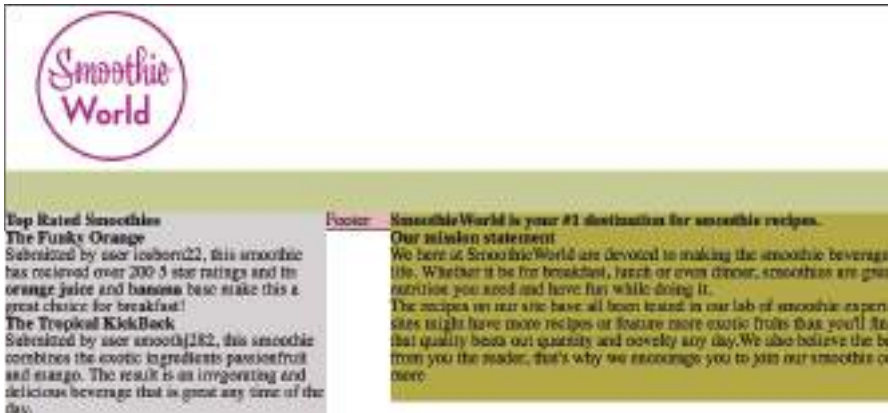 Smoothie
World
Top Rated Smoothies
The Funky Orange
Submitted by user iceborn22, this smoothie
has recieved over 200 5 star ratings and its
orange juice and banana base make this a
great choice for breakfast!
The Tropical KickBack
Submitted by user smoothj282, this smoothie
combines the exotic ingredients passionfruit
and mango. The result is an invgorating and
delicious beverage that is great any time of the
day.
Footer
SmoothieWorld is your #1 destination for smoothie recipes.
Our mission statement
We here at SmoothieWorld are devoted to making the smoothie beverage
life. Whether it be for breakfast, lunch or even dinner, smoothies are
nutrition you need and have fun while doing it.
The recipes on our site have all been tested in our lab of smoothie
sites might have more recipes or feature more exotic fruits than you'll
that quality beats out quantity and novelty any day.We also believe the
from you the reader, that's why we encourage you to join our smoothie
more